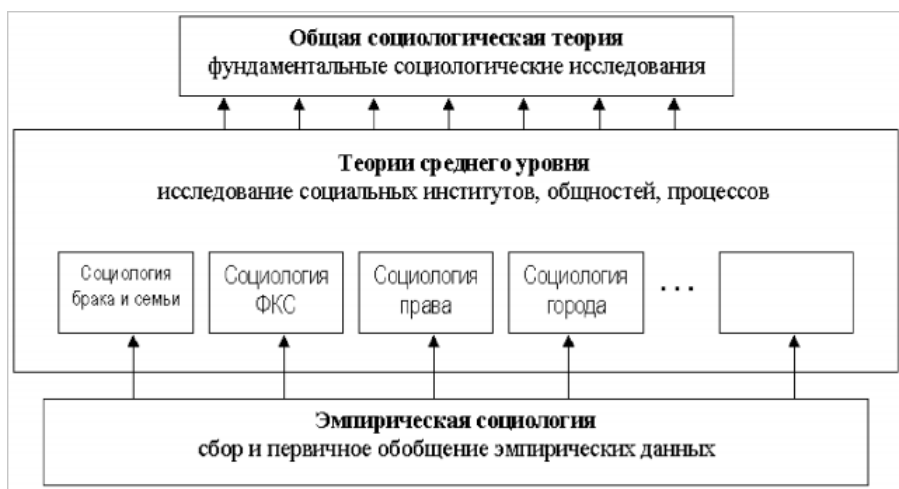 Общая социологическая теория
фундаментальные социологические исследования
Теории среднего уровня
исследование социальных институтов, общностей, процессов
Социология
брака и семьи
Социология
ФКС
Социология
права
Социология
города
...
Эмпирическая социология
сбор и первичное обобщение эмпирических данных